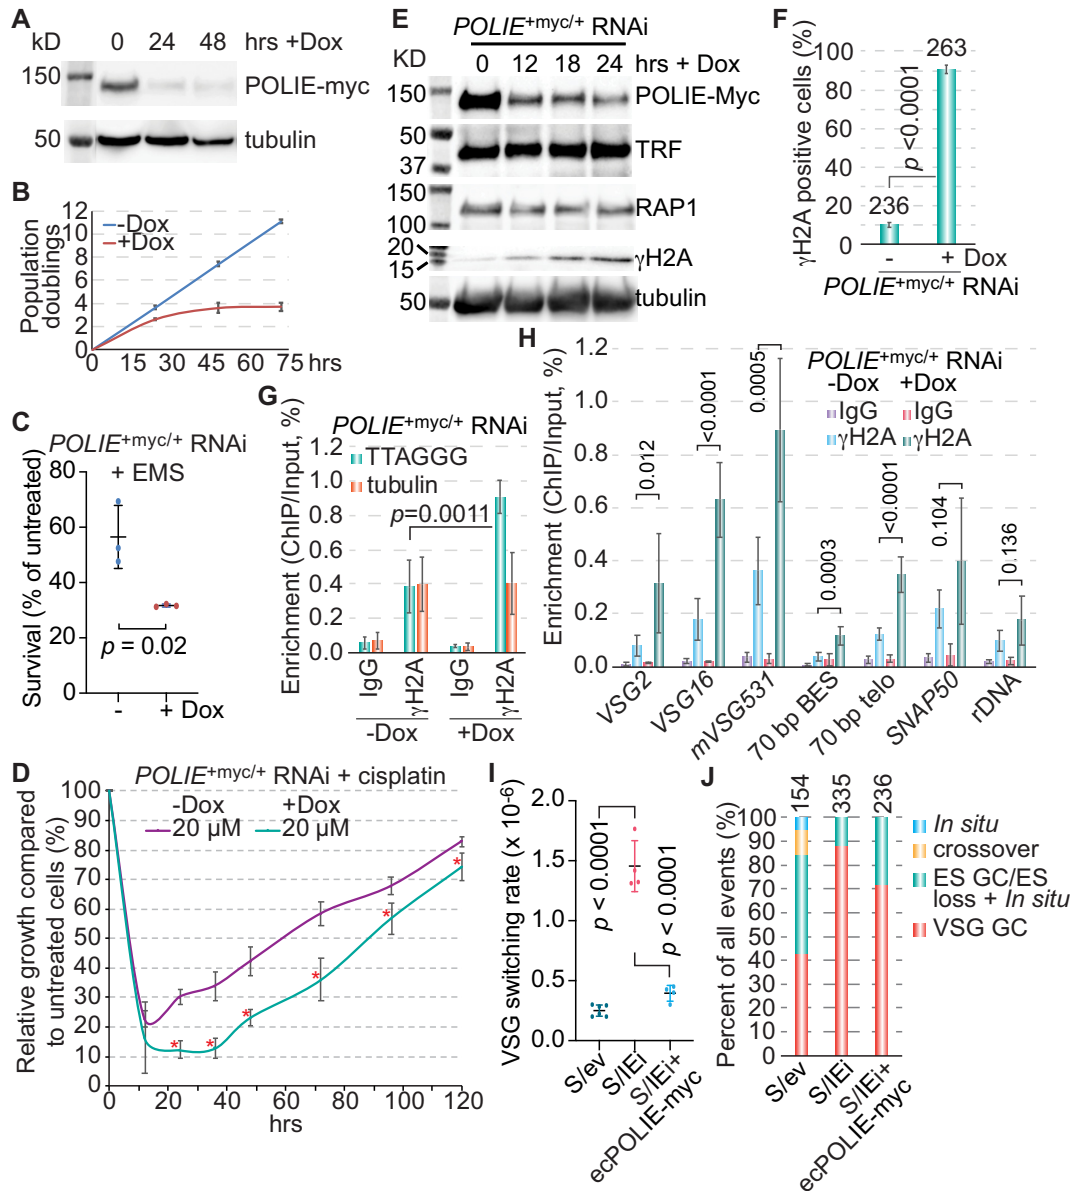 A
kD 0 24 48 hrs +Dox
150
POLIE-myc
50
tubulin
B
12
10
8
6
4
2
0
Population
doublings
-Dox
+Dox
0 15 30 45 60 75 hrs
C
POLIE+myc/+ RNAi
+ EMS
80
60
40
20
0
Survival (% of untreated)
p = 0.02
- + Dox
D
POLIE+myc/+ RNAi + cisplatin
-Dox +Dox
20 µM 20 µM
100
90
80
70
60
50
40
30
20
10
0
Relative growth compared
to untreated cells (%)
* * * * * *
0 20 40 60 80 100 120
hrs
E
POLIE+myc/+ RNAi
KD 0 12 18 24 hrs + Dox
150
POLIE-Myc
50
37
TRF
150
100
RAP1
20
15
γH2A
50
tubulin
F
γH2A positive cells (%)
100
80
60
40
20
0
236
263
p <0.0001
- + Dox
POLIE+myc/+ RNAi
G
POLIE+myc/+ RNAi
TTAGGG
tubulin
p=0.0011
Enrichment (ChIP/Input, %)
1.2
1.0
0.8
0.6
0.4
0.2
0.0
IgG γH2A IgG γH2A
-Dox +Dox
H
POLIE+myc/+ RNAi
-Dox +Dox
IgG IgG
γH2A γH2A
Enrichment (ChIP/Input, %)
1.2
1.0
0.8
0.6
0.4
0.2
0.0
0.012
<0.0001
0.0005
0.0003
<0.0001
0.104
0.136
VSG2 VSG16 mVSG531 70 bp BES 70 bp telo SNAP50 rDNA
I
VSG switching rate (x 10-6)
2.0
1.5
1.0
0.5
0.0
p < 0.0001
p < 0.0001
S/ev
S/IEi
S/IEi+
ecPOLIE-myc
J
Percent of all events (%)
154 335 236
100
90
80
70
60
50
40
30
20
10
0
In situ
crossover
ES GC/ES
loss + In situ
VSG GC
S/ev
S/IEi
S/IEi+
ecPOLIE-myc